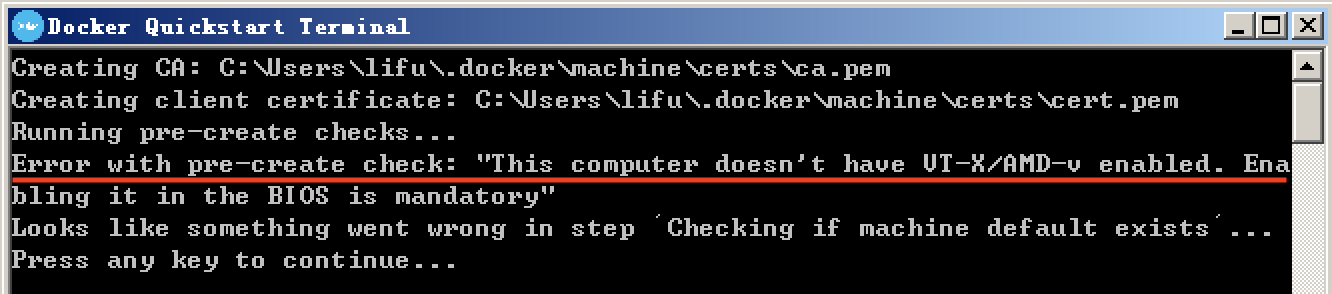 Docker Quickstart Terminal
Creating CA: C:\Users\lifu\.docker\machine\certs\ca.pem
Creating client certificate: C:\Users\lifu\.docker\machine\certs\cert.pem
Running pre-create checks...
Error with pre-create check: "This computer doesn't have VT-X/AMD-v enabled. Ena
bling it in the BIOS is mandatory"
Looks like something went wrong in step ´Checking if machine default exists´...
Press any key to continue...